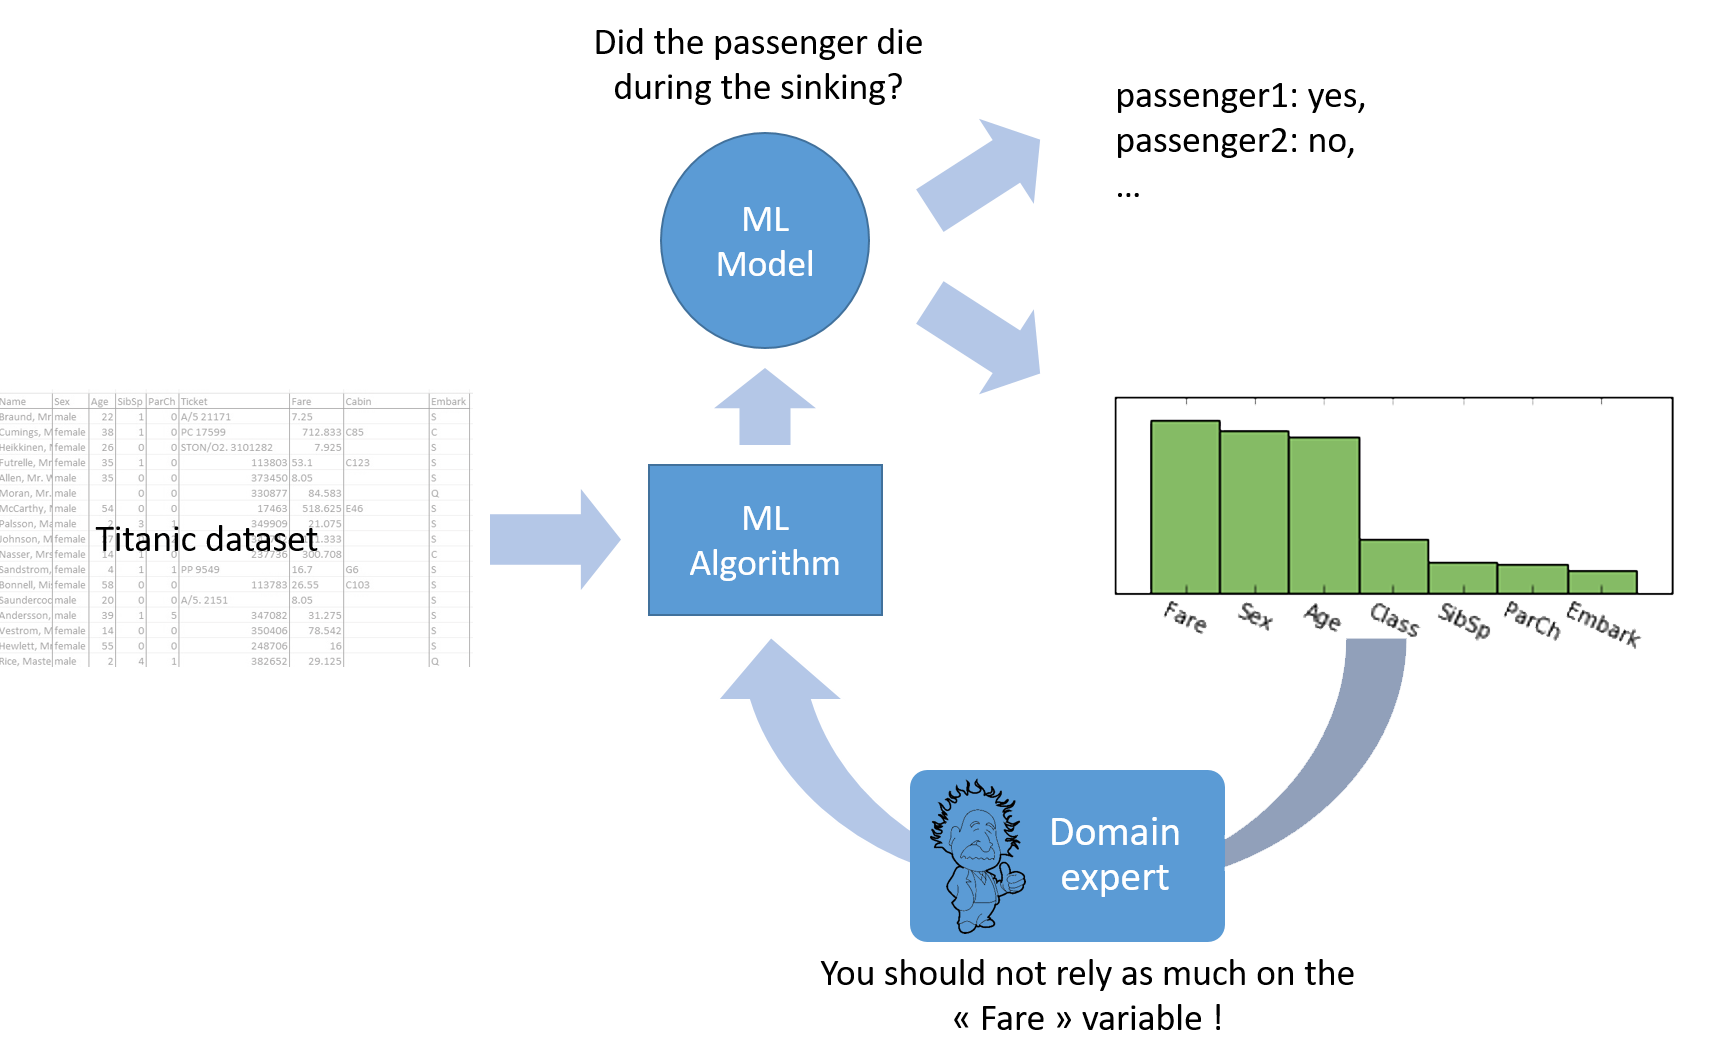 Did the passenger die
during the sinking?
passenger1: yes,
passenger2: no,
...
ML
Model
Name Sex Age SibSp ParCh Ticket Fare Cabin Embark
Braund, Mr male 22 1 0 A/5 21171 7.25 S
Cumings, M female 38 1 0 PC 17599 712.833 C85 C
Heikkinen, female 26 0 0 STON/O2. 3101282 7.925 S
Futrelle, Mr female 35 1 0 113803 53.1 C123 S
Allen, Mr. W male 35 0 0 373450 8.05 S
Moran, Mr. male 0 0 330877 84.583 Q
McCarthy, male 54 0 0 17463 518.625 E46 S
Palsson, Ma male 3 1 349909 21.075 S
Johnson, M female .333 S
Nasser, Mrs female 14 1 0 237736 300.708 C
Sandstrom, female 4 1 1 PP 9549 16.7 G6 S
Bonnell, Mi female 58 0 0 113783 26.55 C103 S
Saundercoc male 20 0 0 A/5. 2151 8.05 S
Andersson, male 39 1 5 347082 31.275 S
Vestrom, M female 14 0 0 350406 78.542 S
Hewlett, Mr female 55 0 0 248706 16 S
Rice, Maste male 2 4 1 382652 29.125 Q
Titanic dataset
ML
Algorithm
Fare Sex Age Class SibSp ParCh Embark
Domain
expert
You should not rely as much on the
« Fare » variable !